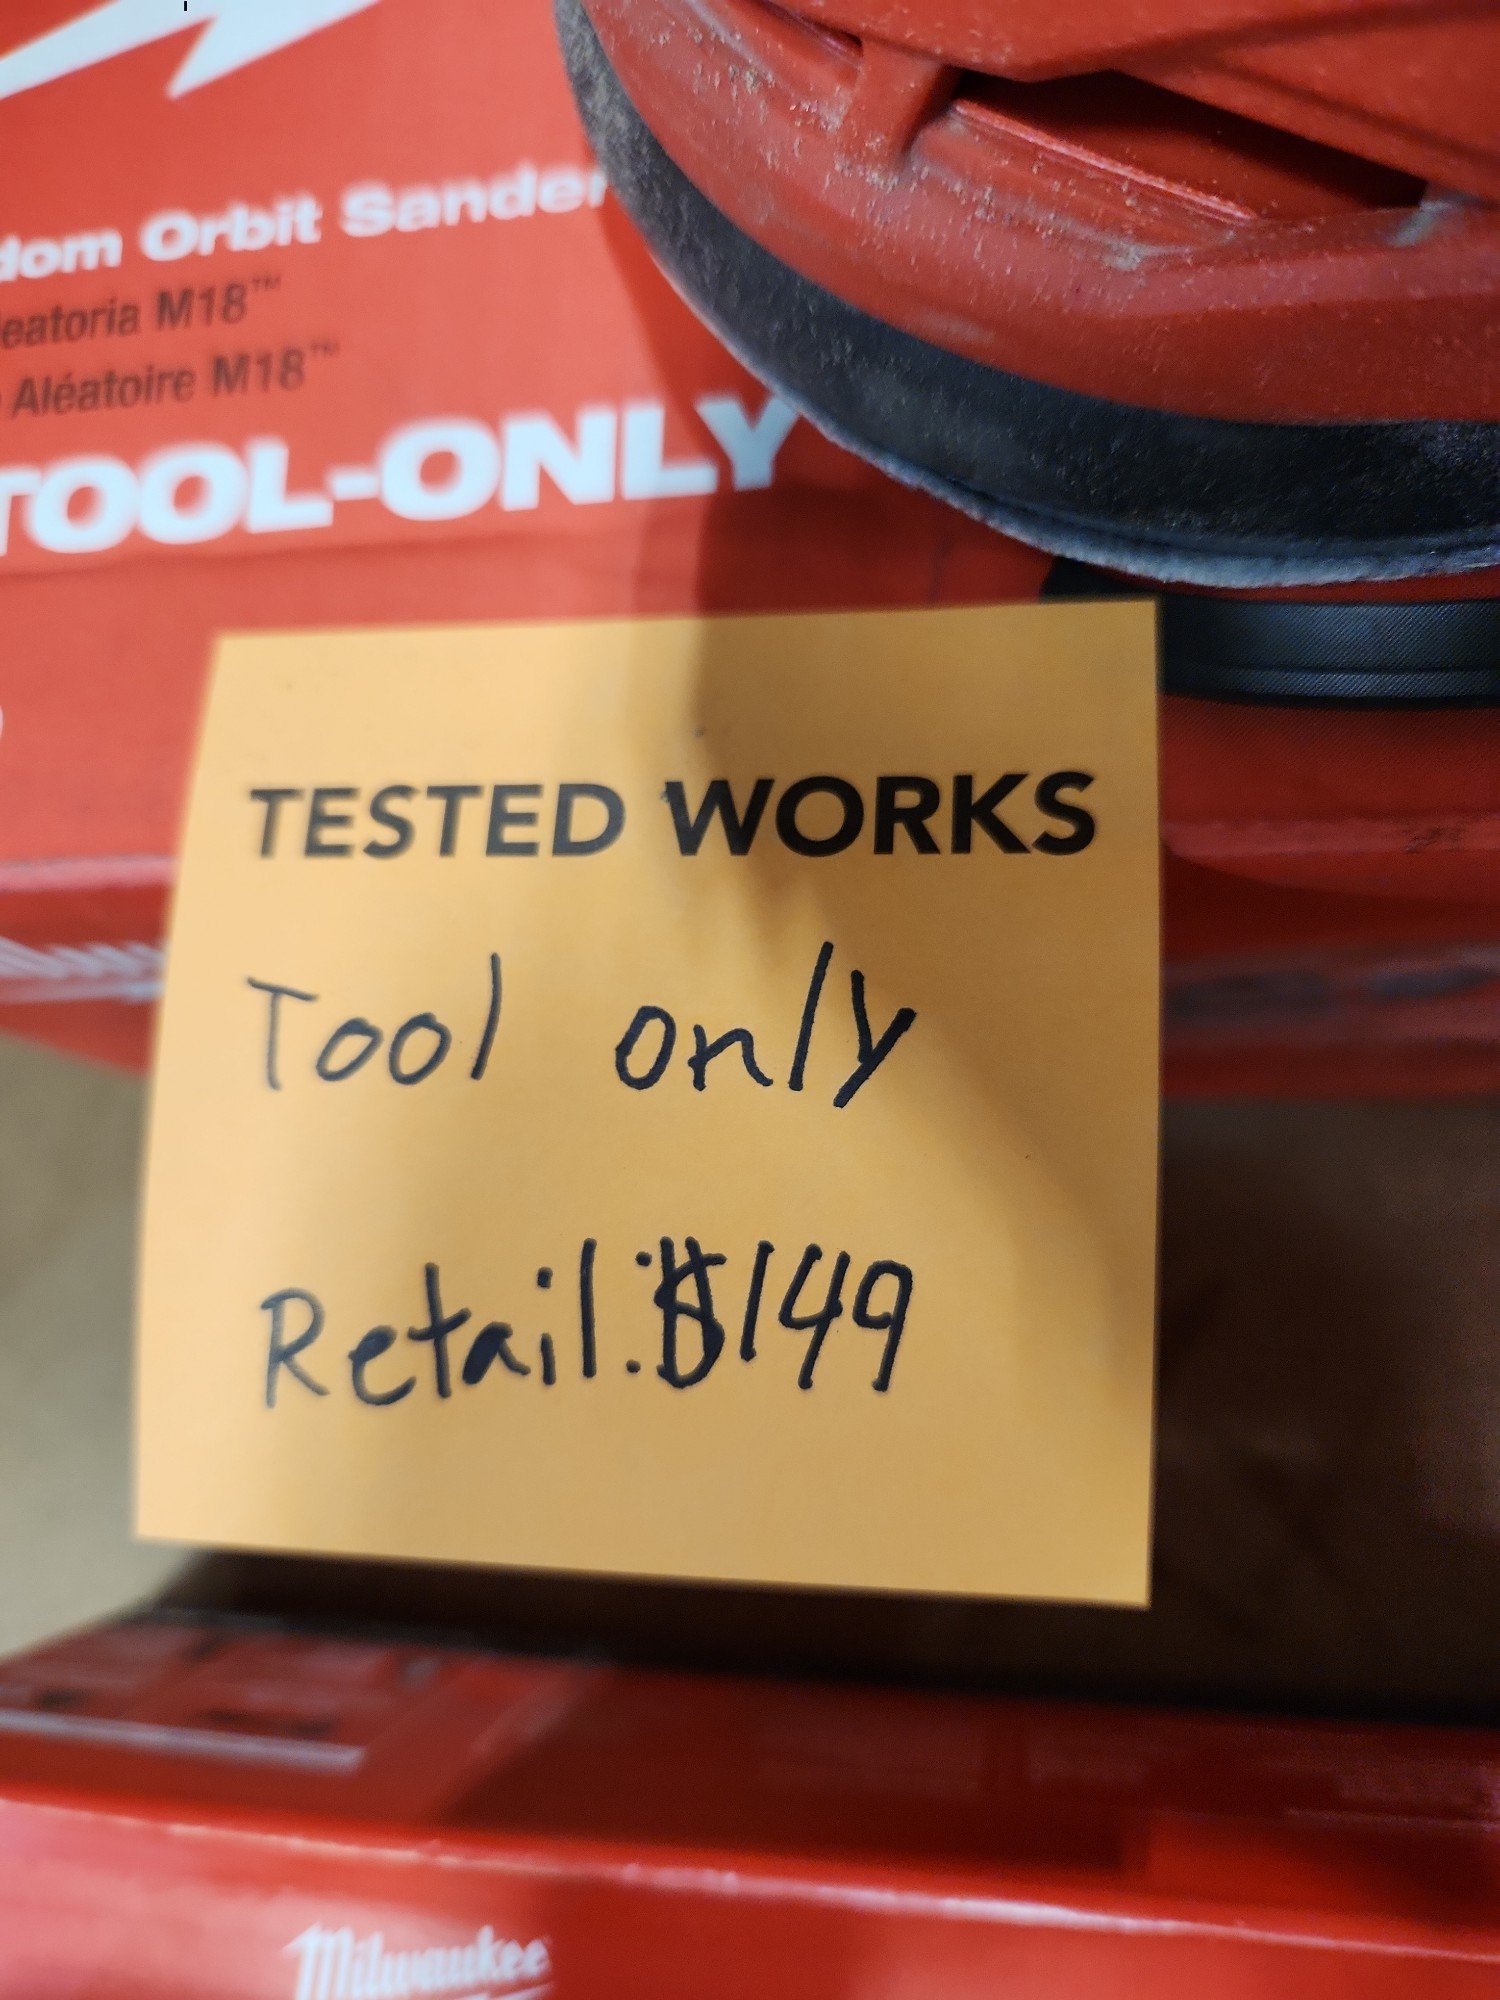 dom Orbit Sander
eatoria M18™
Aléatoire M18™
TOOL-ONLY
TESTED WORKS
Tool only
Retail: $149
Milwaukee